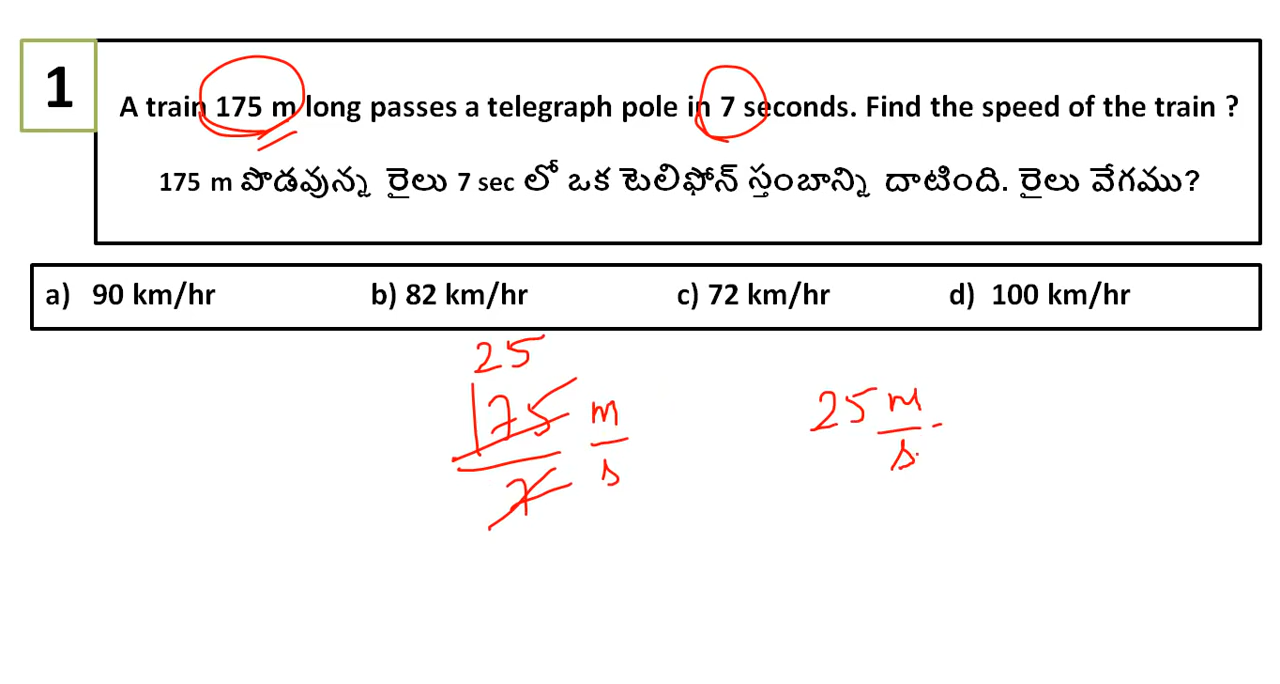 1
A train 175 m long passes a telegraph pole in 7 seconds. Find the speed of the train ?
175 m పొడవున్న రైలు 7 sec లో ఒక టెలిఫోన్ స్తంబాన్ని దాటింది. రైలు వేగము?
a) 90 km/hr b) 82 km/hr c) 72 km/hr d) 100 km/hr
25
175 m
7 s
25 m
s